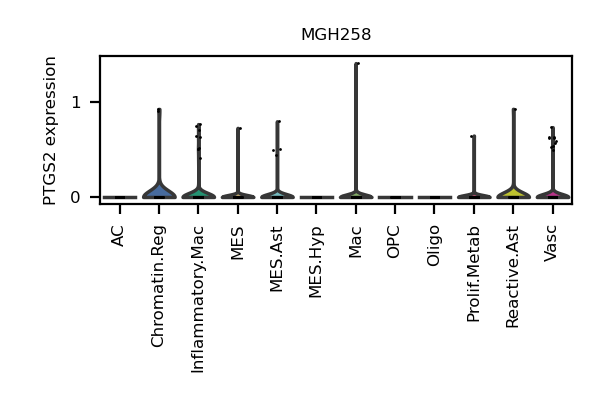 MGH258
PTGS2 expression
1
0
AC
Chromatin.Reg
Inflammatory.Mac
MES
MES.Ast
MES.Hyp
Mac
OPC
Oligo
Prolif.Metab
Reactive.Ast
Vasc